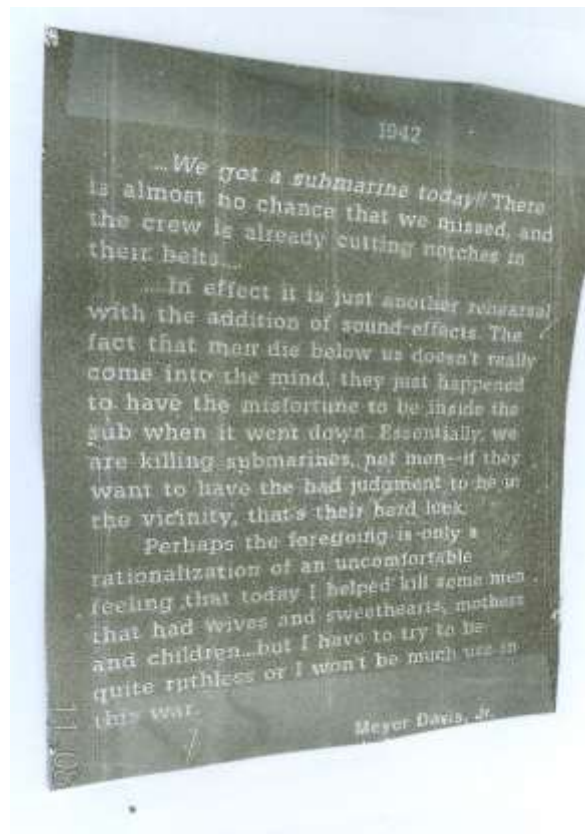 1942
...We got a submarine today!! There
is almost no chance that we missed, and
the crew is already cutting notches in
their belts....
....In effect it is just another rehearsal
with the addition of sound-effects. The
fact that men die below us doesn't really
come into the mind, they just happened
to have the misfortune to be inside the
sub when it went down. Essentially, we
are killing submarines, not men--if they
want to have the bad judgment to be in
the vicinity, that's their hard luck.
Perhaps the foregoing is only a
rationalization of an uncomfortable
feeling that today I helped kill some men
that had wives and sweethearts, mothers
and children...but I have to try to be
quite ruthless or I won't be much use in
this war.
Meyer Davis, Jr.